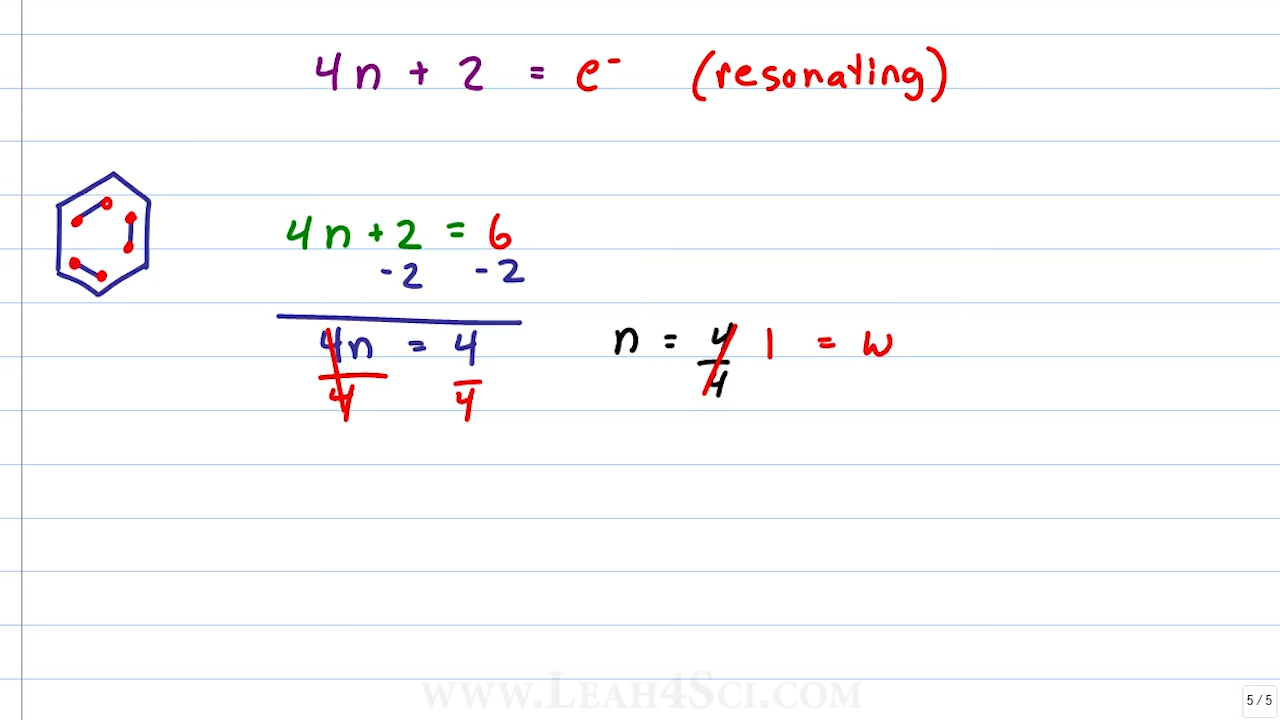 4n + 2 = e⁻ (resonating)
4n + 2 = 6
-2 -2
4n = 4 n = 4 1 = w
4 4 4
www.Leah4Sci.com
5 / 5